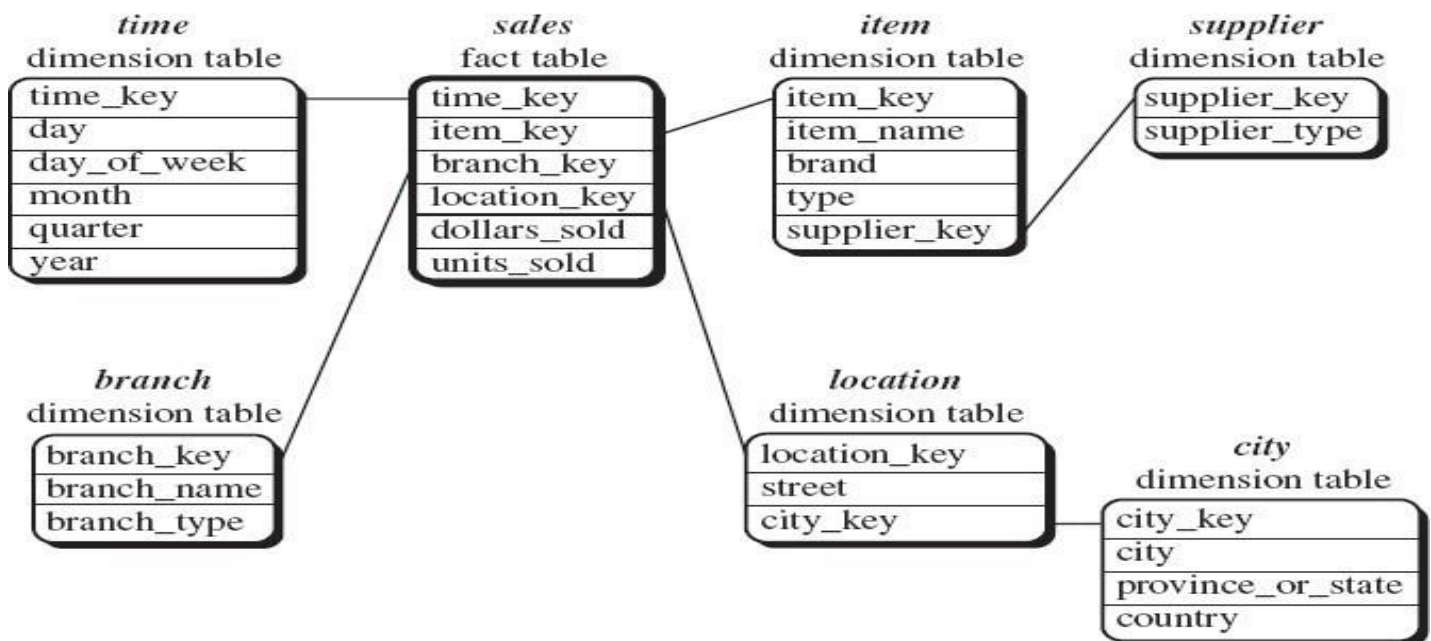 time
dimension table
time_key
day
day_of_week
month
quarter
year
sales
fact table
time_key
item_key
branch_key
location_key
dollars_sold
units_sold
item
dimension table
item_key
item_name
brand
type
supplier_key
supplier
dimension table
supplier_key
supplier_type
branch
dimension table
branch_key
branch_name
branch_type
location
dimension table
location_key
street
city_key
city
dimension table
city_key
city
province_or_state
country